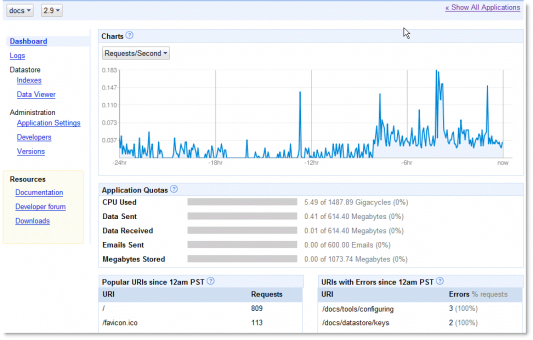 docs 2.9 « Show All Applications
Dashboard
Logs
Datastore
Indexes
Data Viewer
Administration
Application Settings
Developers
Versions
Resources
Documentation
Developer forum
Downloads
Charts
Requests/Second
0.183
0.147
0.110
0.073
0.037
-24hr -18hr -12hr -6hr now
Application Quotas
CPU Used 5.49 of 1487.89 Gigacycles (0%)
Data Sent 0.41 of 614.40 Megabytes (0%)
Data Received 0.01 of 614.40 Megabytes (0%)
Emails Sent 0.00 of 600.00 Emails (0%)
Megabytes Stored 0.00 of 1073.74 Megabytes (0%)
Popular URIs since 12am PST
URI Requests
/ 809
/favicon.ico 113
URIs with Errors since 12am PST
URI Errors % requests
/docs/tools/configuring 3 (100%)
/docs/datastore/keys 2 (100%)